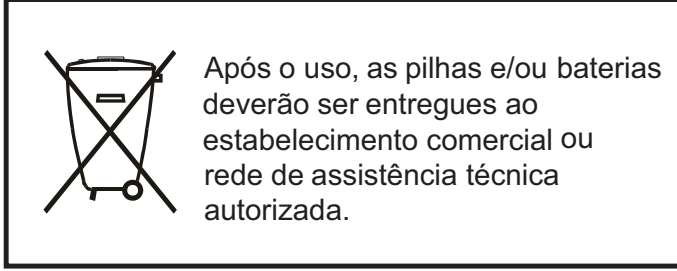 Após o uso, as pilhas e/ou baterias
deverão ser entregues ao
estabelecimento comercial ou
rede de assistência técnica
autorizada.